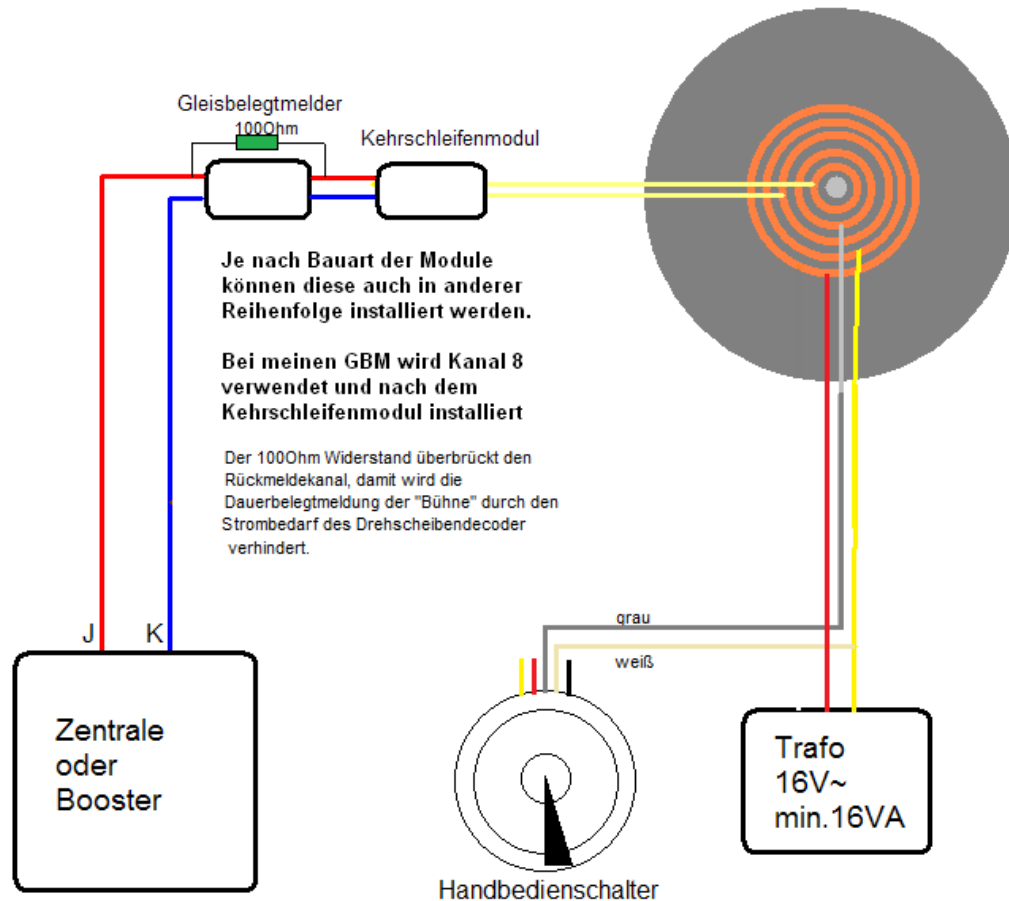 Gleisbelegtmelder
100Ohm
Kehrschleifenmodul
Je nach Bauart der Module
können diese auch in anderer
Reihenfolge installiert werden.
Bei meinen GBM wird Kanal 8
verwendet und nach dem
Kehrschleifenmodul installiert
Der 100Ohm Widerstand überbrückt den
Rückmeldekanal, damit wird die
Dauerbelegtmeldung der "Bühne" durch den
Strombedarf des Drehscheibendecoder
verhindert.
J K
grau
weiß
Zentrale
oder
Booster
Trafo
16V~
min.16VA
Handbedienschalter